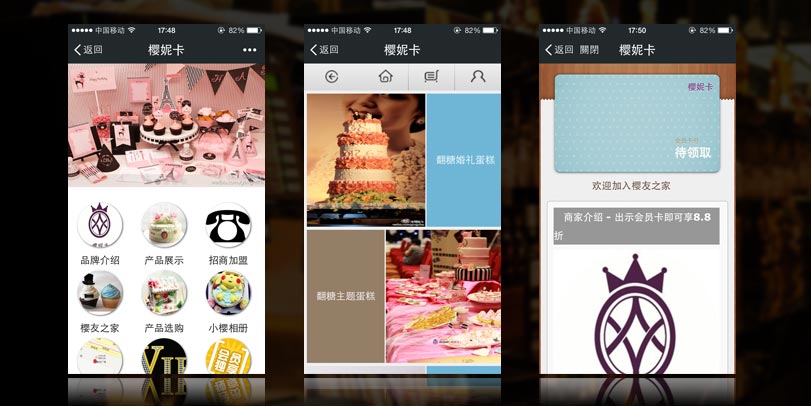 中国移动 17:48 82%
返回 樱妮卡
樱妮卡
品牌介绍 产品展示 招商加盟
樱友之家 产品选购 小樱相册
VIP
中国移动 17:48 82%
返回 樱妮卡
翻糖婚礼蛋糕
翻糖主题蛋糕
中国移动 17:50 82%
返回 關閉 樱妮卡
樱妮卡
待领取
欢迎加入樱友之家
商家介绍 - 出示会员卡即可享8.8
折